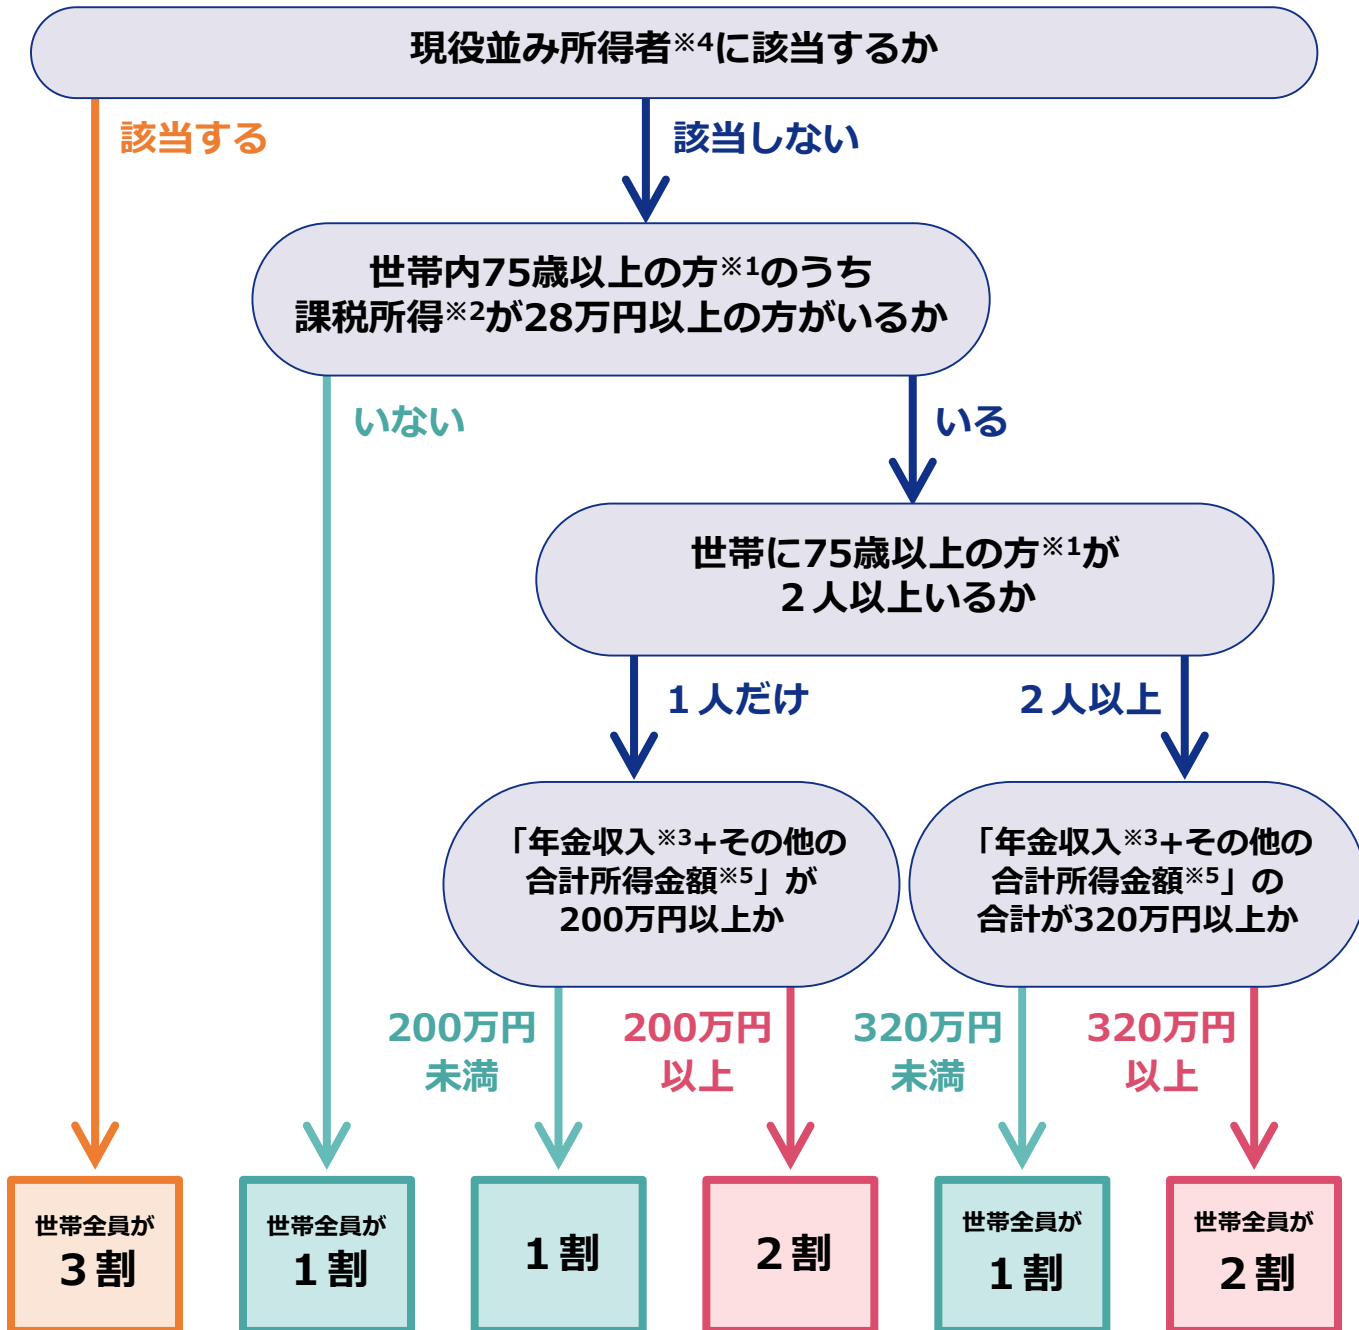 現役並み所得者※4に該当するか
該当する
該当しない
世帯内75歳以上の方※1のうち
課税所得※2が28万円以上の方がいるか
いない
いる
世帯に75歳以上の方※1が
２人以上いるか
１人だけ
２人以上
「年金収入※3+その他の
合計所得金額※5」が
200万円以上か
「年金収入※3+その他の
合計所得金額※5」の
合計が320万円以上か
200万円
未満
200万円
以上
320万円
未満
320万円
以上
世帯全員が
３割
世帯全員が
１割
１割
２割
世帯全員が
１割
世帯全員が
２割